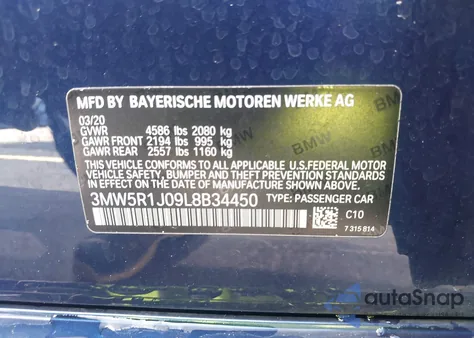 MFD BY BAYERISCHE MOTOREN WERKE AG
03/20
GVWR 4586 lbs 2080 kg
GAWR FRONT 2194 lbs 995 kg
GAWR REAR 2557 lbs 1160 kg
THIS VEHICLE CONFORMS TO ALL APPLICABLE U.S.FEDERAL MOTOR
VEHICLE SAFETY, BUMPER AND THEFT PREVENTION STANDARDS IN
EFFECT ON THE DATE OF MANUFACTURE SHOWN ABOVE.
3MW5R1J09L8B34450 TYPE: PASSENGER CAR
C10
7 315 814
BMW
BMW
autoSnap